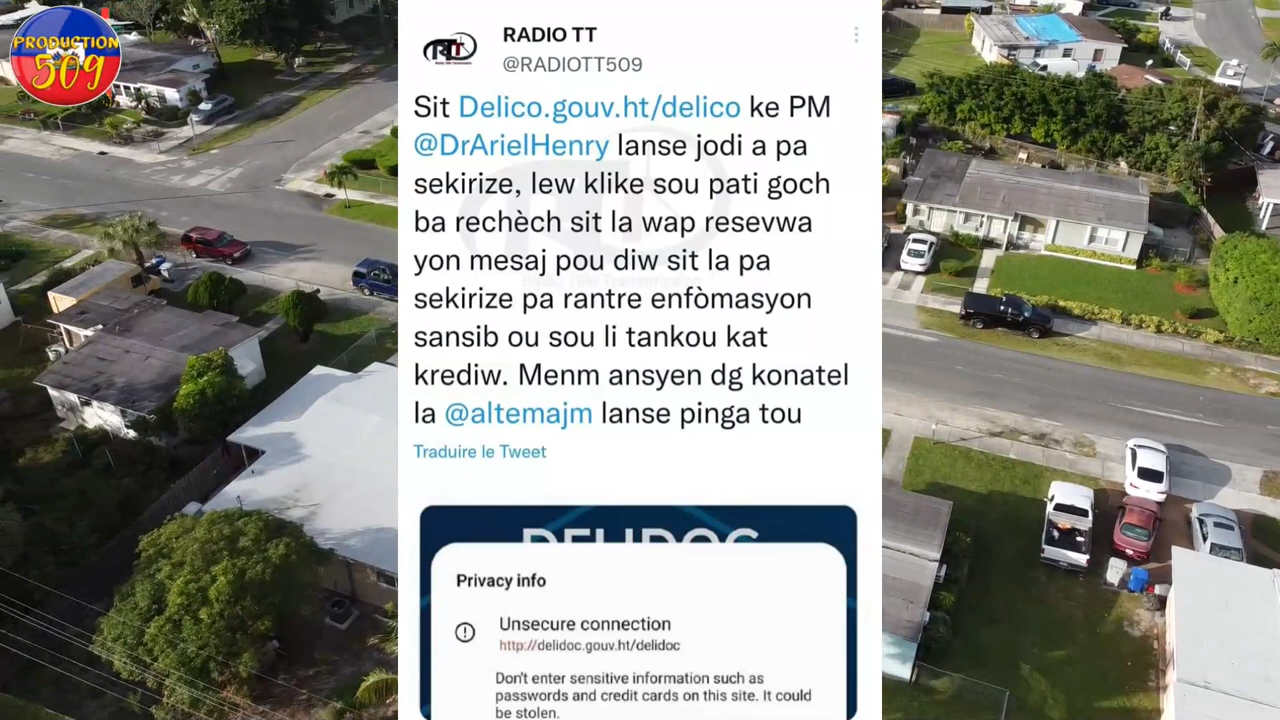 PRODUCTION
509
RTT
RADIO TT
@RADIOTT509
Sit Delico.gouv.ht/delico ke PM
@DrArielHenry lanse jodi a pa
sekirize, lew klike sou pati goch
ba rechèch sit la wap resevwa
yon mesaj pou diw sit la pa
sekirize pa rantre enfòmasyon
sansib ou sou li tankou kat
krediw. Menm ansyen dg konatel
la @altemajm lanse pinga tou
Traduire le Tweet
DELIDOC
Privacy info
Unsecure connection
http://delidoc.gouv.ht/delidoc
Don't enter sensitive information such as
passwords and credit cards on this site. It could
be stolen.